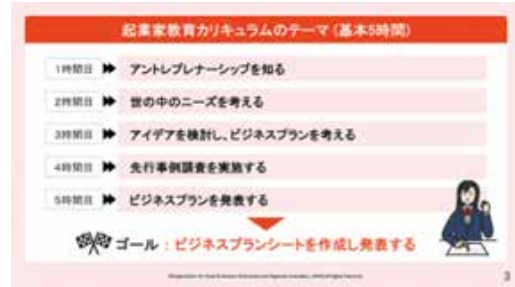 起業家教育カリキュラムのテーマ(基本5時間)
1時間目 アントレプレナーシップを知る
2時間目 世の中のニーズを考える
3時間目 アイデアを検討し、ビジネスプランを考える
4時間目 先行事例調査を実施する
5時間目 ビジネスプランを発表する
ゴール:ビジネスプランシートを作成し発表する
3